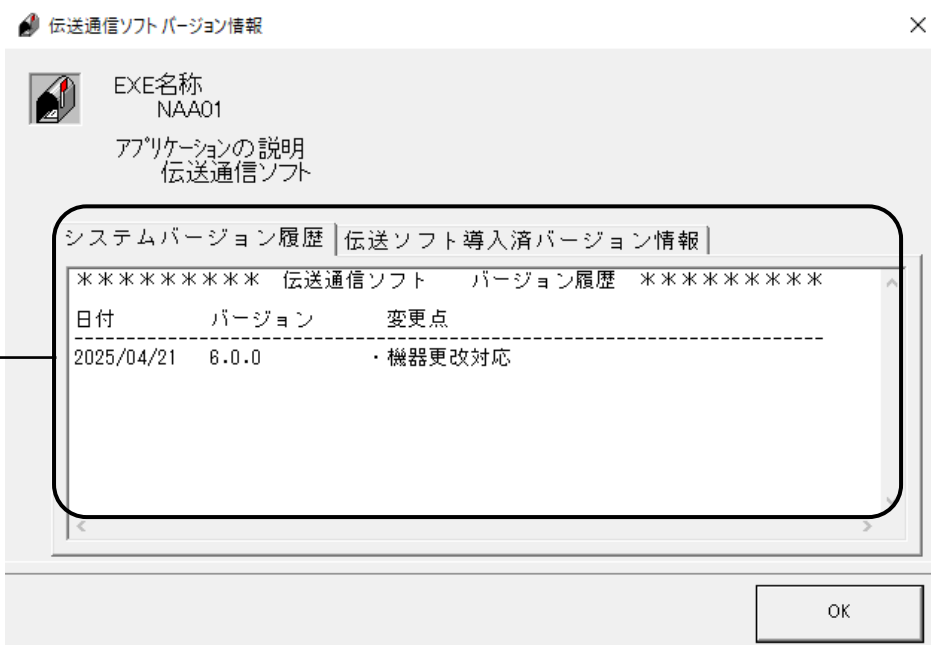 伝送通信ソフト バージョン情報
EXE名称
NAA01
アプリケーションの説明
伝送通信ソフト
システムバージョン履歴 伝送ソフト導入済バージョン情報
********* 伝送通信ソフト バージョン履歴 *********
日付 バージョン 変更点
2025/04/21 6.0.0 ・機器更改対応
OK